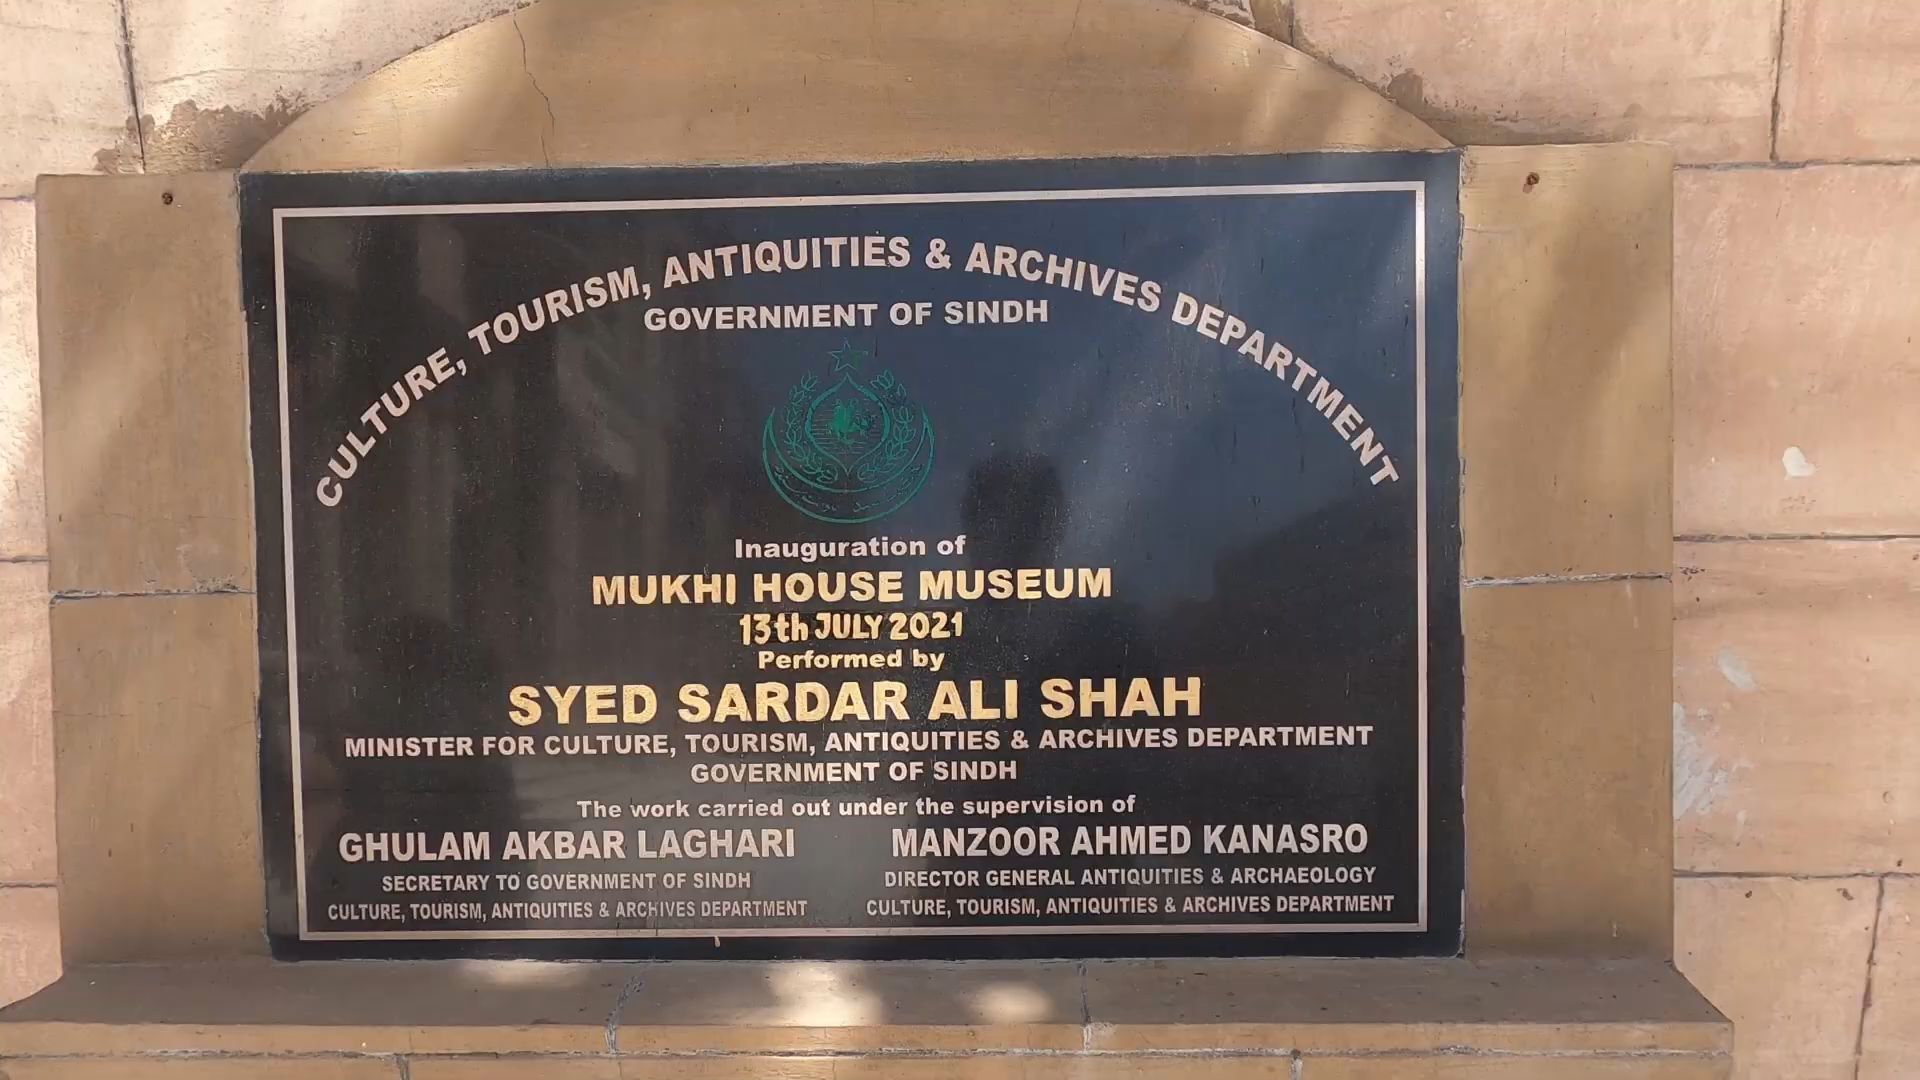 CULTURE, TOURISM, ANTIQUITIES & ARCHIVES DEPARTMENT
GOVERNMENT OF SINDH
Inauguration of
MUKHI HOUSE MUSEUM
13th JULY 2021
Performed by
SYED SARDAR ALI SHAH
MINISTER FOR CULTURE, TOURISM, ANTIQUITIES & ARCHIVES DEPARTMENT
GOVERNMENT OF SINDH
The work carried out under the supervision of
GHULAM AKBAR LAGHARI
SECRETARY TO GOVERNMENT OF SINDH
CULTURE, TOURISM, ANTIQUITIES & ARCHIVES DEPARTMENT
MANZOOR AHMED KANASRO
DIRECTOR GENERAL ANTIQUITIES & ARCHAEOLOGY
CULTURE, TOURISM, ANTIQUITIES & ARCHIVES DEPARTMENT